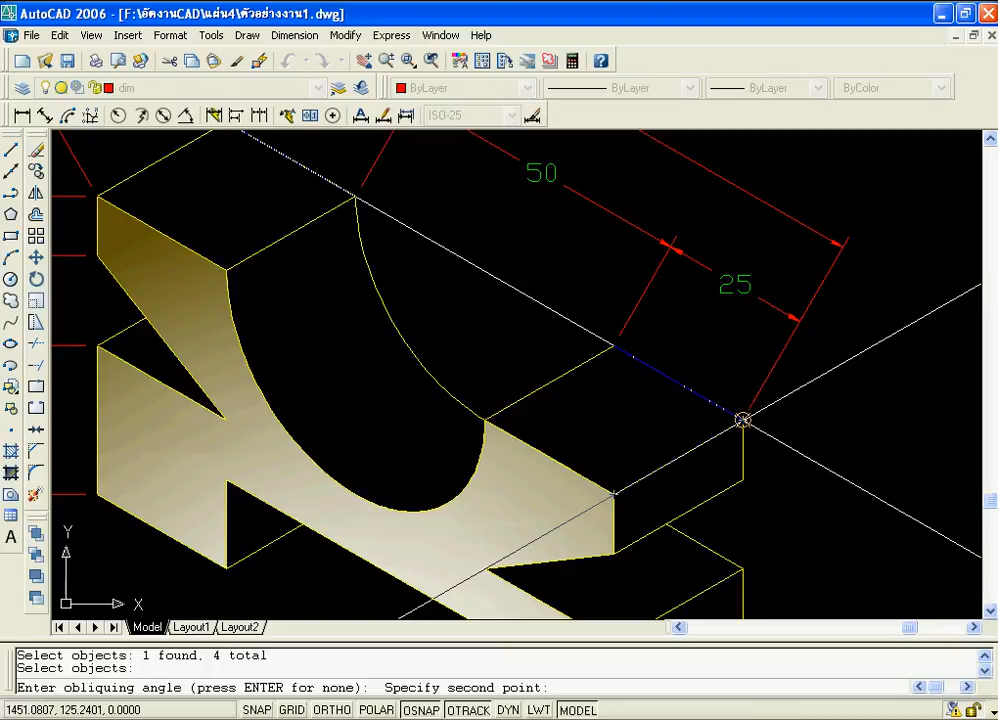 AutoCAD 2006 - [F:\อัดงานCAD\แผ่น4\ตัวอย่างงาน1.dwg]
File Edit View Insert Format Tools Draw Dimension Modify Express Window Help
dim ByLayer ByLayer ByLayer ByColor
ISO-25
50
25
Y
X
Model Layout1 Layout2
Select objects: 1 found, 4 total
Select objects:
Enter obliquing angle (press ENTER for none):  Specify second point:
1451.0807, 125.2401, 0.0000 SNAP GRID ORTHO POLAR OSNAP OTRACK DYN LWT MODEL